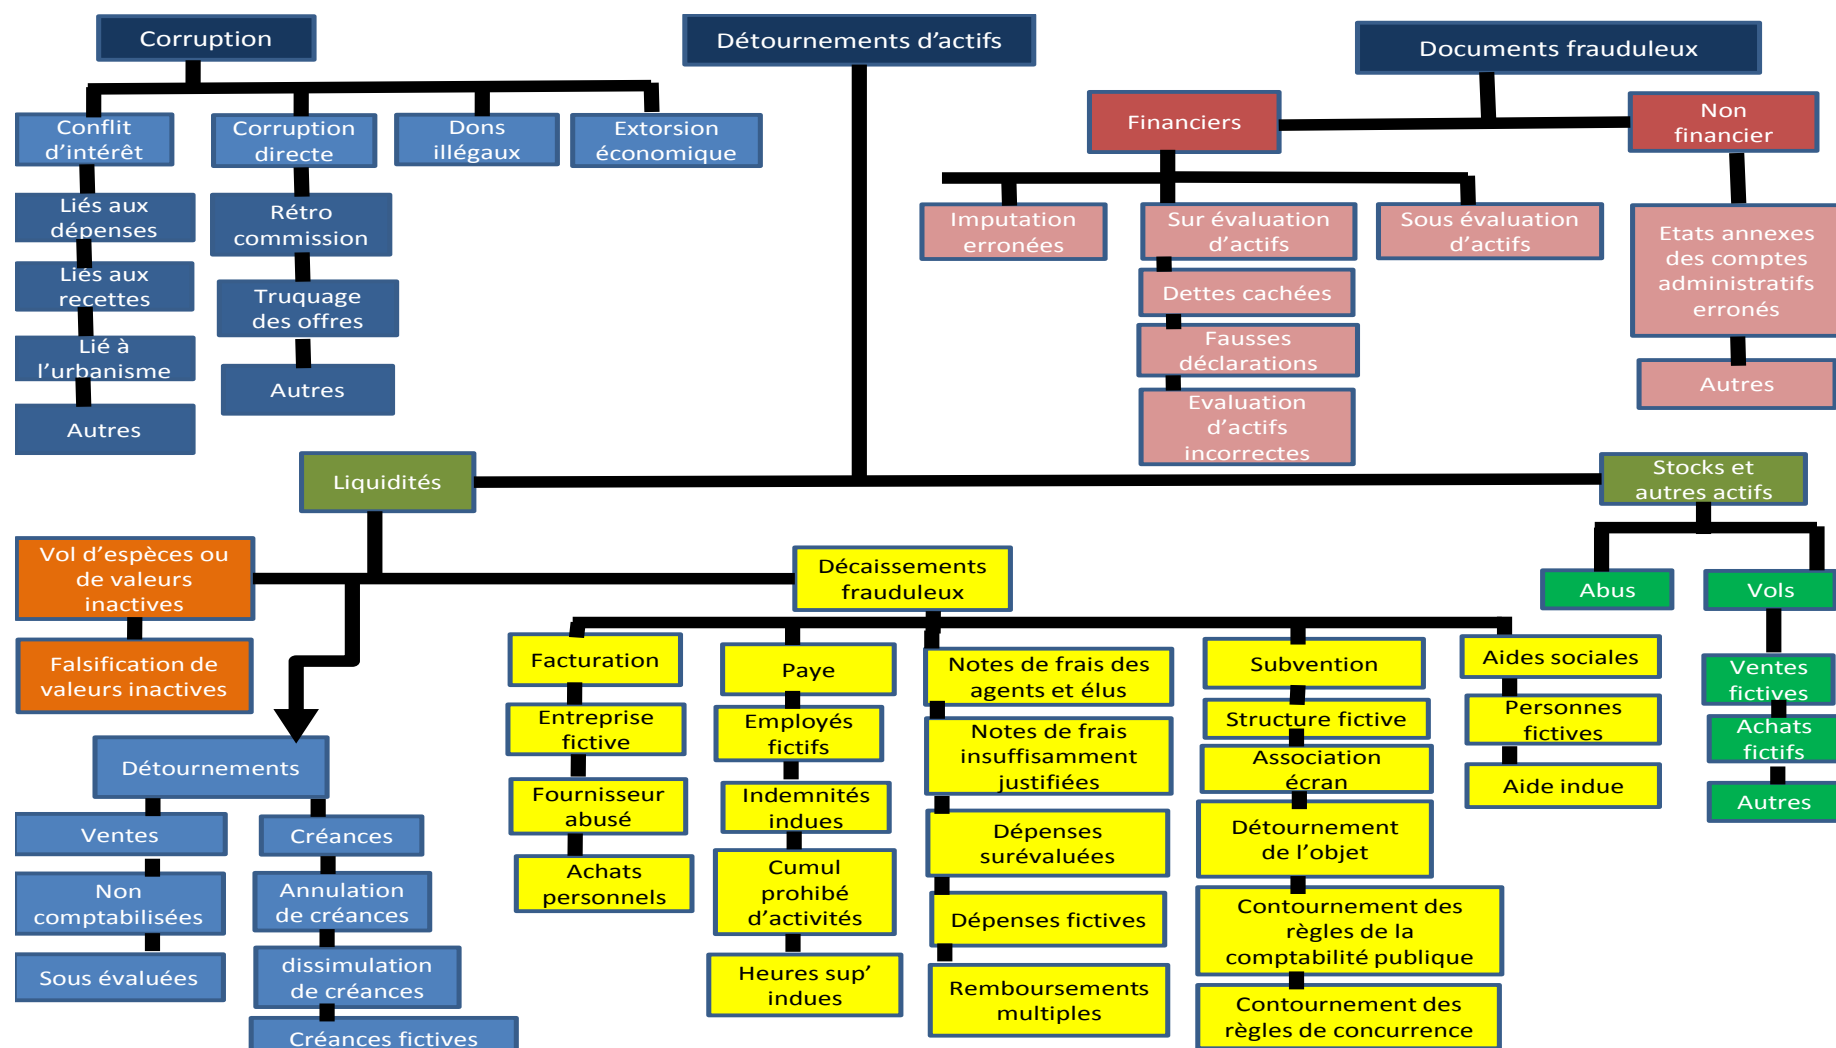 Corruption
Détournements d'actifs
Documents frauduleux
Conflit
d'intérêt
Corruption
directe
Dons
illégaux
Extorsion
économique
Financiers
Non
financier
Liés aux
dépenses
Liés aux
recettes
Lié à
l'urbanisme
Autres
Rétro
commission
Truquage
des offres
Autres
Imputation
erronées
Sur évaluation
d'actifs
Dettes cachées
Fausses
déclarations
Evaluation
d'actifs
incorrectes
Sous évaluation
d'actifs
Etats annexes
des comptes
administratifs
erronés
Autres
Liquidités
Stocks et
autres actifs
Vol d'espèces ou
de valeurs
inactives
Falsification de
valeurs inactives
Décaissements
frauduleux
Abus
Vols
Ventes
fictives
Achats
fictifs
Autres
Détournements
Ventes
Non
comptabilisées
Sous évaluées
Créances
Annulation
de créances
dissimulation
de créances
Créances fictives
Facturation
Entreprise
fictive
Fournisseur
abusé
Achats
personnels
Paye
Employés
fictifs
Indemnités
indues
Cumul
prohibé
d'activités
Heures sup'
indues
Notes de frais des
agents et élus
Notes de frais
insuffisamment
justifiées
Dépenses
surévaluées
Dépenses fictives
Remboursements
multiples
Subvention
Structure fictive
Association
écran
Détournement
de l'objet
Contournement des
règles de la
comptabilité publique
Contournement des
règles de concurrence
Aides sociales
Personnes
fictives
Aide indue